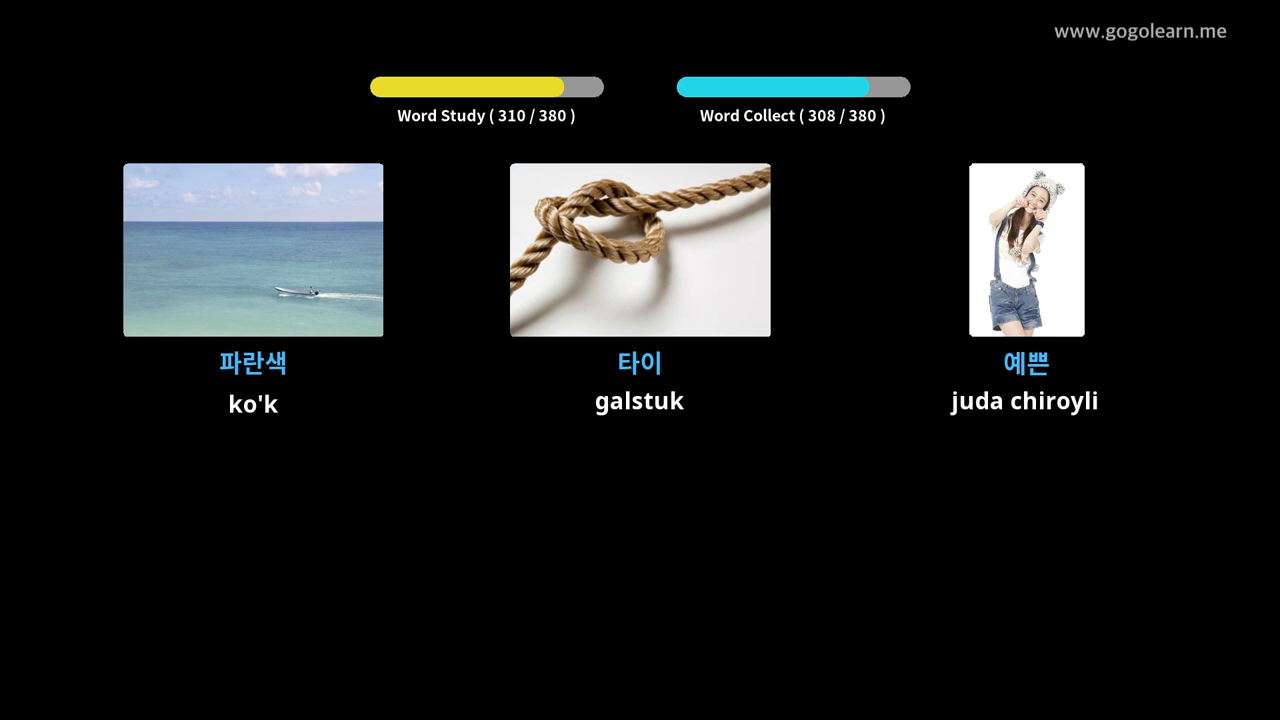 www.gogolearn.me
Word Study ( 310 / 380 )
Word Collect ( 308 / 380 )
파란색
타이
예쁜
ko'k
galstuk
juda chiroyli